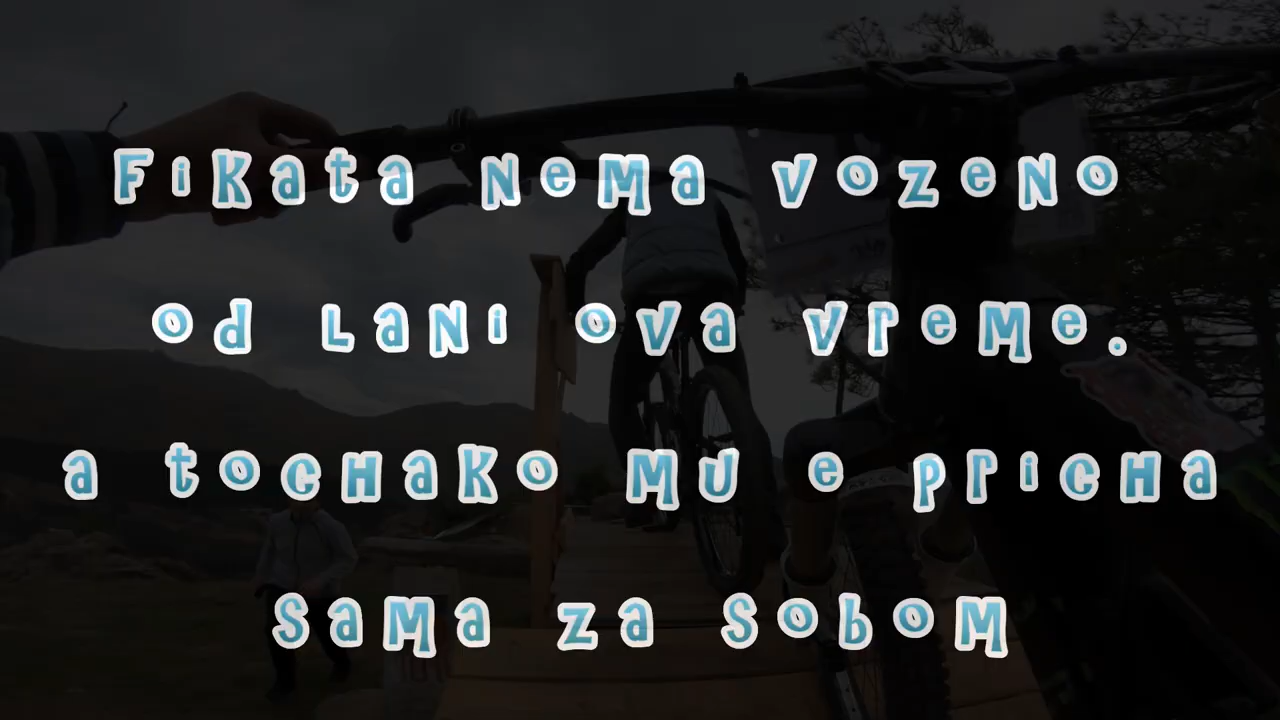 Fikata nema vozeno
od lani ova vreme.
a tochako mu e pricha
sama za sobom